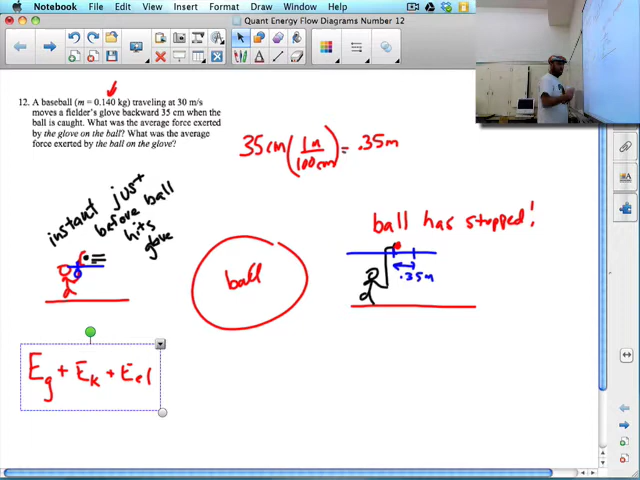 Notebook Edit View Insert Format Window Help
Quant Energy Flow Diagrams Number 12
12. A baseball (m = 0.140 kg) traveling at 30 m/s
moves a fielder's glove backward 35 cm when the
ball is caught. What was the average force exerted
by the glove on the ball? What was the average
force exerted by the ball on the glove?
35cm (1m/100cm) = .35m
instant just
before ball
hits
glove
ball
ball has stopped!
.35m
Eg + Ek + Eel